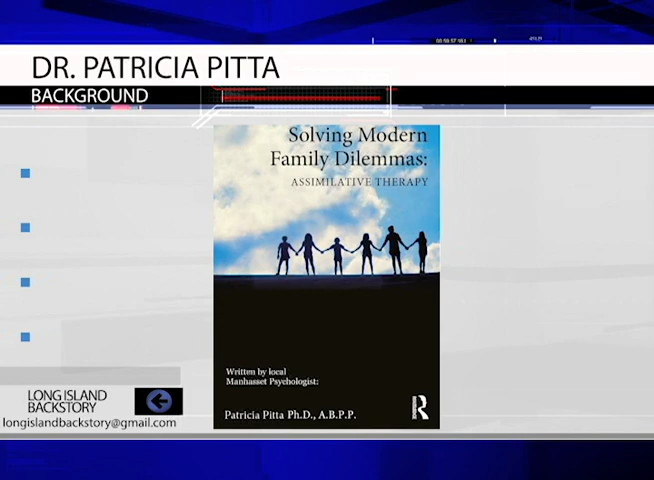 DR. PATRICIA PITTA
BACKGROUND
Solving Modern
Family Dilemmas:
ASSIMILATIVE THERAPY
Written by local
Manhasset Psychologist:
Patricia Pitta Ph.D., A.B.P.P.
R
LONG ISLAND
BACKSTORY
longislandbackstory@gmail.com